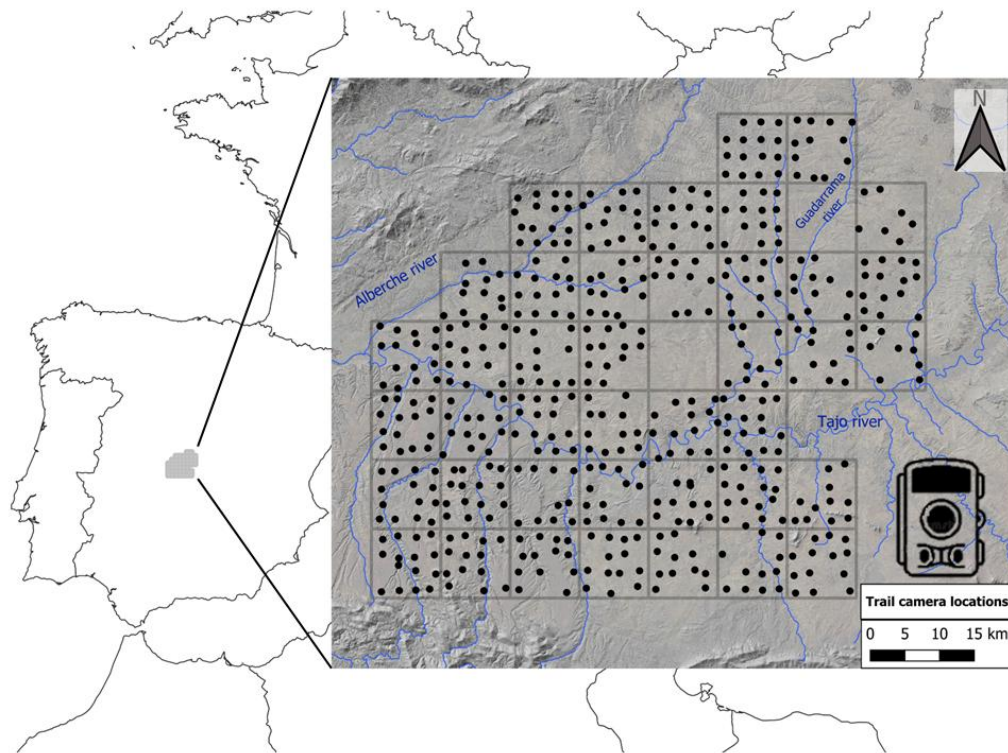 N
Guadarrama
river
Alberche river
Tajo river
Trail camera locations
0 5 10 15 km